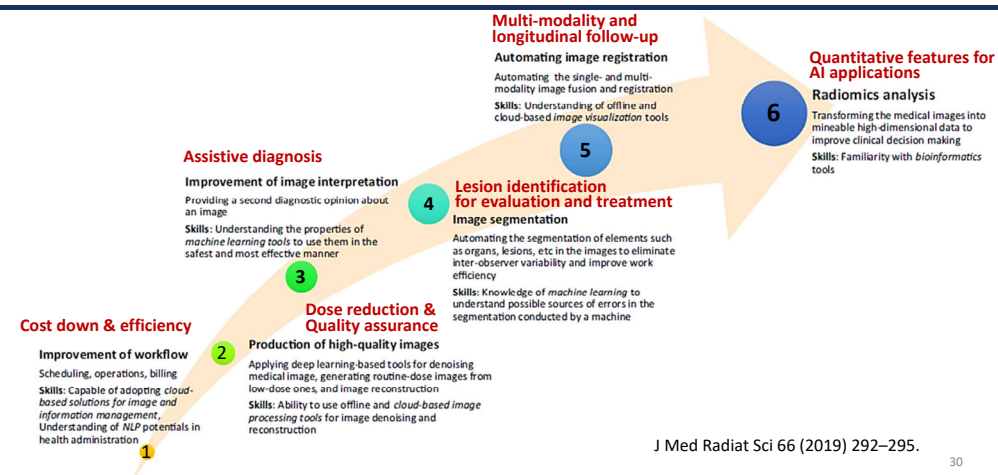 Cost down & efficiency
Improvement of workflow
Scheduling, operations, billing
Skills: Capable of adopting cloud-
based solutions for image and
information management,
Understanding of NLP potentials in
health administration
1
2
Dose reduction &
Quality assurance
Production of high-quality images
Applying deep learning-based tools for denoising
medical image, generating routine-dose images from
low-dose ones, and image reconstruction
Skills: Ability to use offline and cloud-based image
processing tools for image denoising and
reconstruction
Assistive diagnosis
Improvement of image interpretation
Providing a second diagnostic opinion about
an image
Skills: Understanding the properties of
machine learning tools to use them in the
safest and most effective manner
3
4
Lesion identification
for evaluation and treatment
Image segmentation
Automating the segmentation of elements such
as organs, lesions, etc in the images to eliminate
inter-observer variability and improve work
efficiency
Skills: Knowledge of machine learning to
understand possible sources of errors in the
segmentation conducted by a machine
Multi-modality and
longitudinal follow-up
Automating image registration
Automating the single- and multi-
modality image fusion and registration
Skills: Understanding of offline and
cloud-based image visualization tools
5
6
Quantitative features for
AI applications
Radiomics analysis
Transforming the medical images into
mineable high-dimensional data to
improve clinical decision making
Skills: Familiarity with bioinformatics
tools
J Med Radiat Sci 66 (2019) 292–295.
30